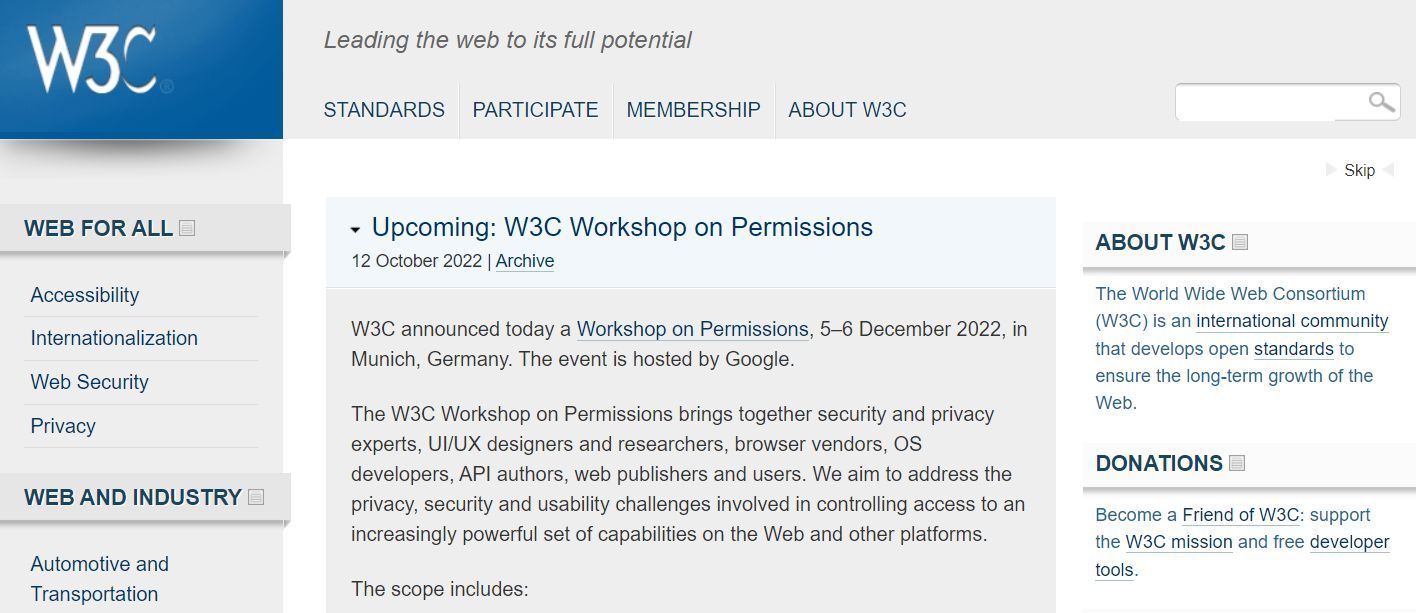 W3C®
Leading the web to its full potential
STANDARDS
PARTICIPATE
MEMBERSHIP
ABOUT W3C
Skip
WEB FOR ALL
Accessibility
Internationalization
Web Security
Privacy
WEB AND INDUSTRY
Automotive and
Transportation
Upcoming: W3C Workshop on Permissions
12 October 2022 | Archive
W3C announced today a Workshop on Permissions, 5–6 December 2022, in
Munich, Germany. The event is hosted by Google.
The W3C Workshop on Permissions brings together security and privacy
experts, UI/UX designers and researchers, browser vendors, OS
developers, API authors, web publishers and users. We aim to address the
privacy, security and usability challenges involved in controlling access to an
increasingly powerful set of capabilities on the Web and other platforms.
The scope includes:
ABOUT W3C
The World Wide Web Consortium
(W3C) is an international community
that develops open standards to
ensure the long-term growth of the
Web.
DONATIONS
Become a Friend of W3C: support
the W3C mission and free developer
tools.